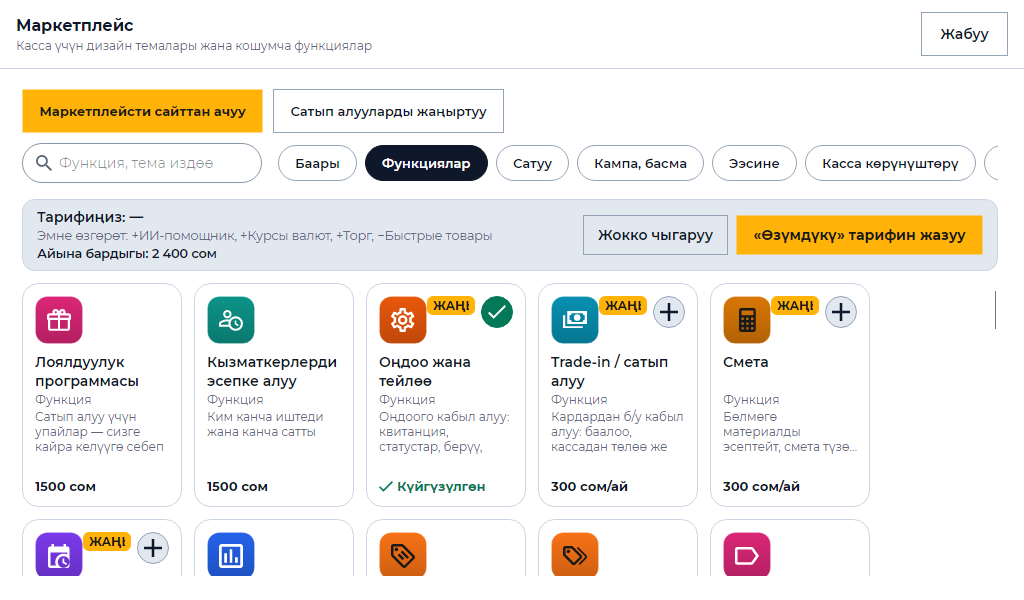 Маркетплейс
Касса үчүн дизайн темалары жана кошумча функциялар
Жабуу
Маркетплейсти сайттан ачуу
Сатып алууларды жаңыртуу
Функция, тема издөө
Баары
Функциялар
Сатуу
Кампа, басма
Ээсине
Касса көрүнүштөрү
Тарифиңиз: —
Эмне өзгөрөт: +ИИ-помощник, +Курсы валют, +Торг, −Быстрые товары
Айына бардыгы: 2 400 сом
Жокко чыгаруу
«Өзүмдүкү» тарифин жазуу
Лоялдуулук
программасы
Функция
Сатып алуу үчүн
упайлар — сизге
кайра келүүгө себеп
1500 сом
Кызматкерлерди
эсепке алуу
Функция
Ким канча иштеди
жана канча сатты
1500 сом
ЖАҢЫ
Оңдоо жана
тейлөө
Функция
Оңдоого кабыл алуу:
квитанция,
статустар, берүү,
Күйгүзүлгөн
ЖАҢЫ
Trade-in / сатып
алуу
Функция
Кардардан б/у кабыл
алуу: баалоо,
кассадан төлөө же
300 сом/ай
ЖАҢЫ
Смета
Функция
Бөлмөгө
материалды
эсептейт, смета түзө...
300 сом/ай
ЖАҢЫ